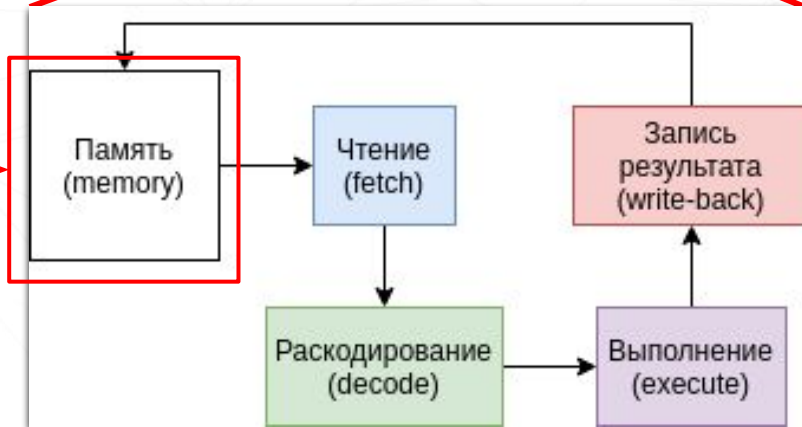 Память
(memory)
Чтение
(fetch)
Запись
результата
(write-back)
Раскодирование
(decode)
Выполнение
(execute)